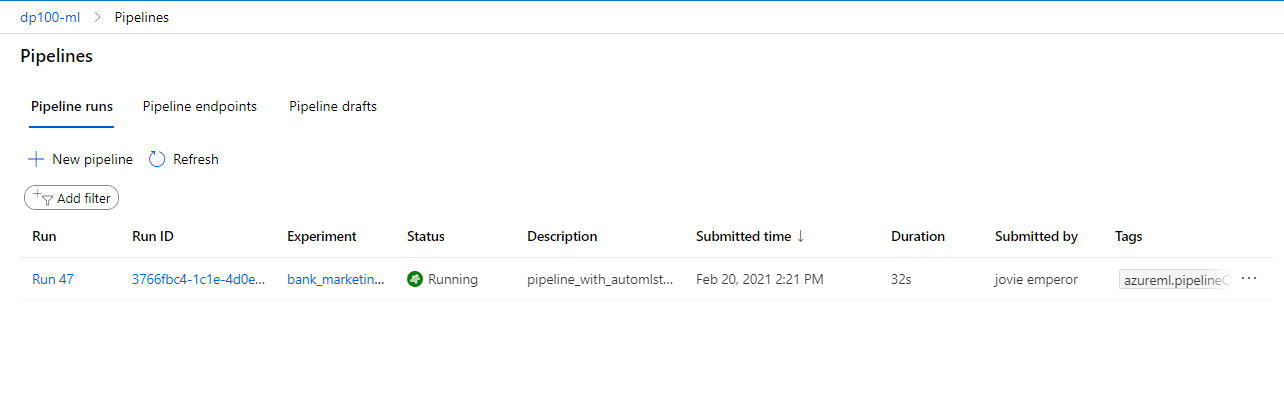 dp100-ml > Pipelines
Pipelines
Pipeline runs Pipeline endpoints Pipeline drafts
New pipeline Refresh
Add filter
Run Run ID Experiment Status Description Submitted time ↓ Duration Submitted by Tags
Run 47 3766fbc4-1c1e-4d0e... bank_marketin... Running pipeline_with_automlst... Feb 20, 2021 2:21 PM 32s jovie emperor azureml.pipelineC ...